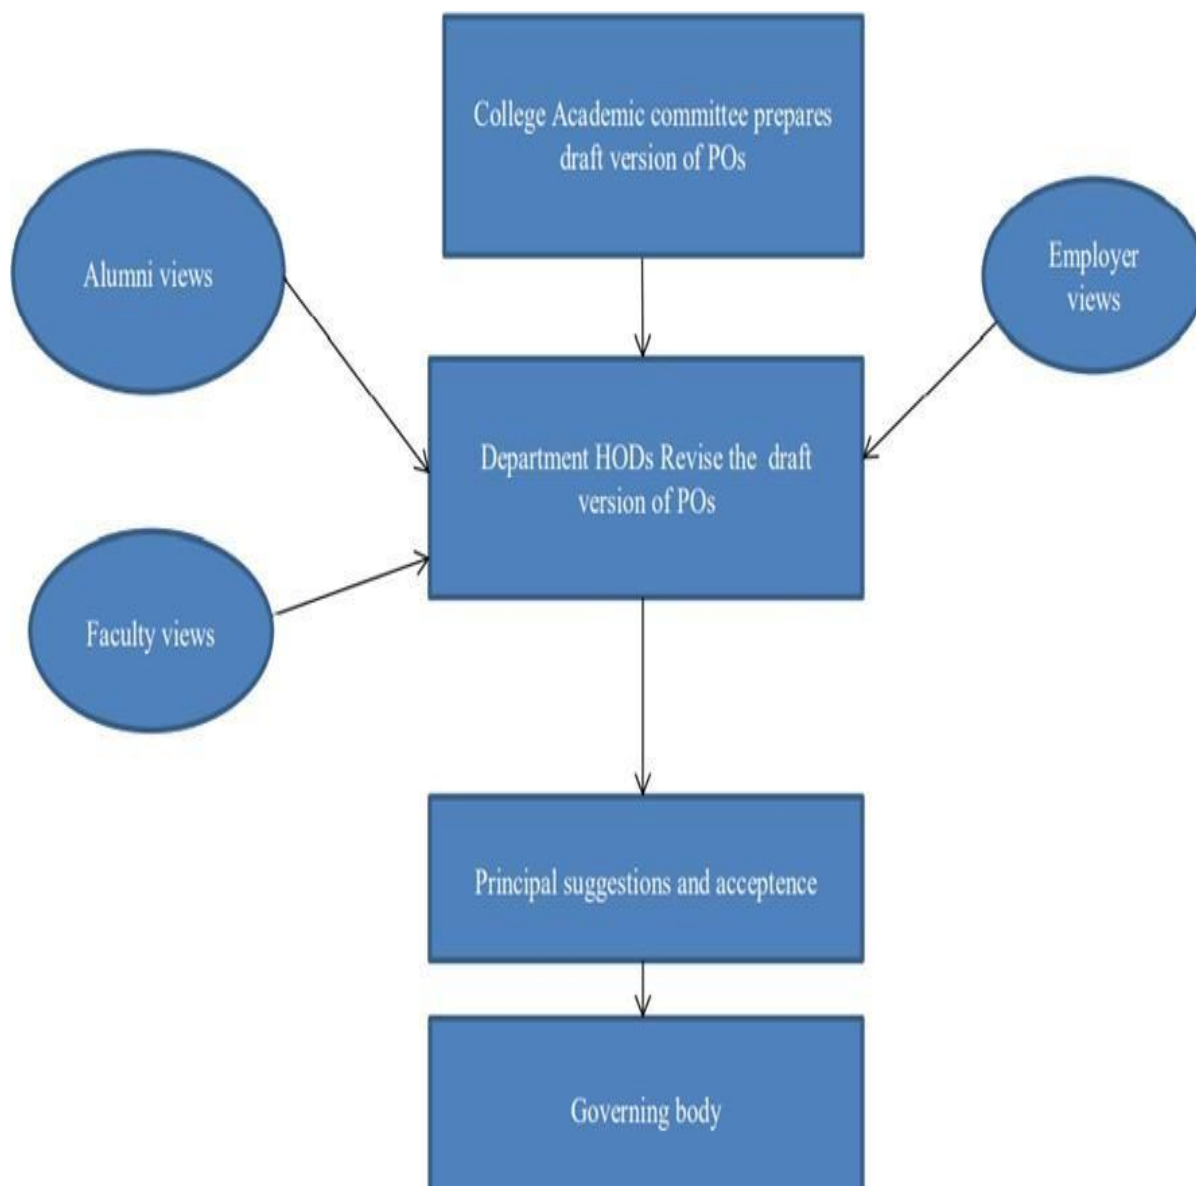 College Academic committee prepares
draft version of POs
Alumni views
Employer
views
Department HODs Revise the  draft
version of POs
Faculty views
Principal suggestions and acceptence
Governing body